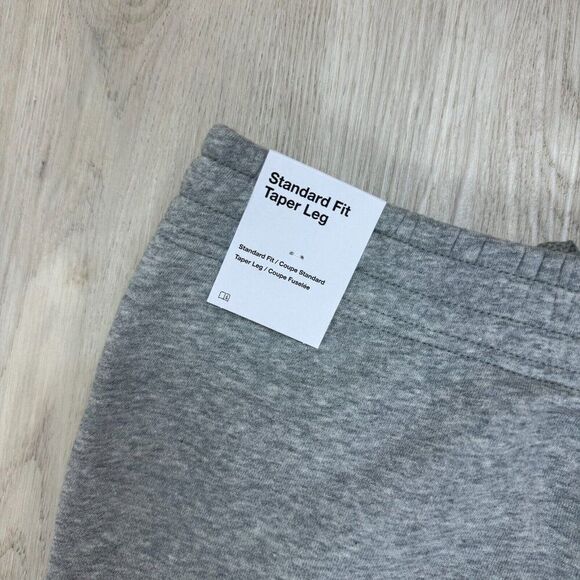 Standard Fit
Taper Leg
Standard Fit / Coupe Standard
Taper Leg / Coupe Fuselée